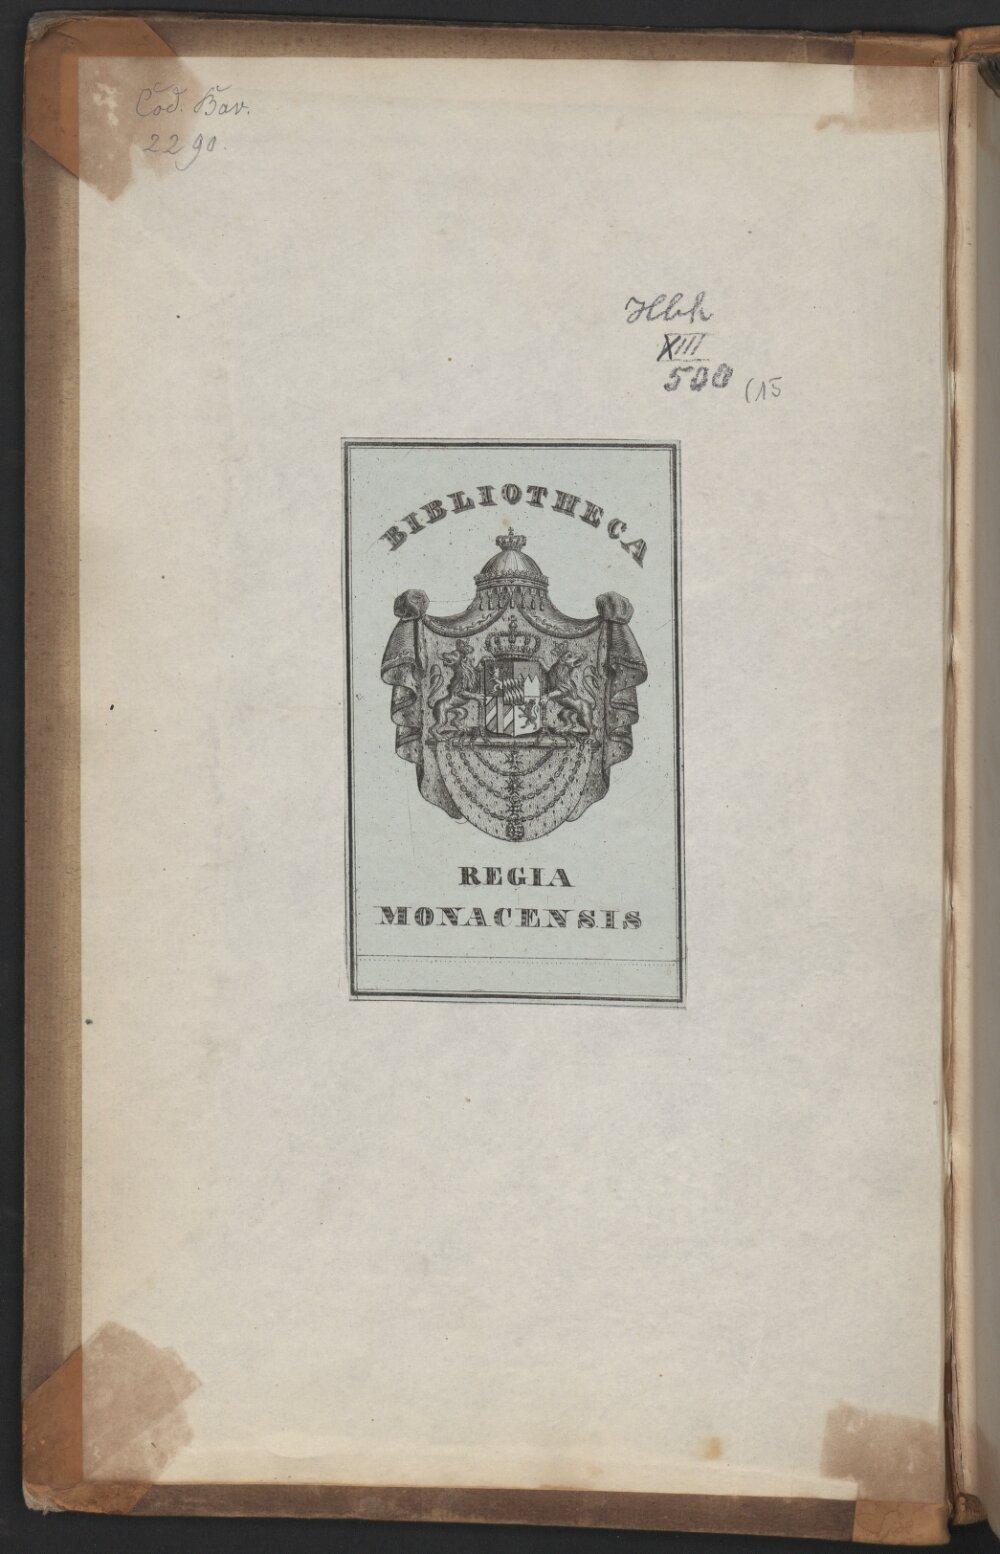 Cod. Bav.
2290.
Hbh
XIII
500 (15
BIBLIOTHECA
REGIA
MONACENSIS